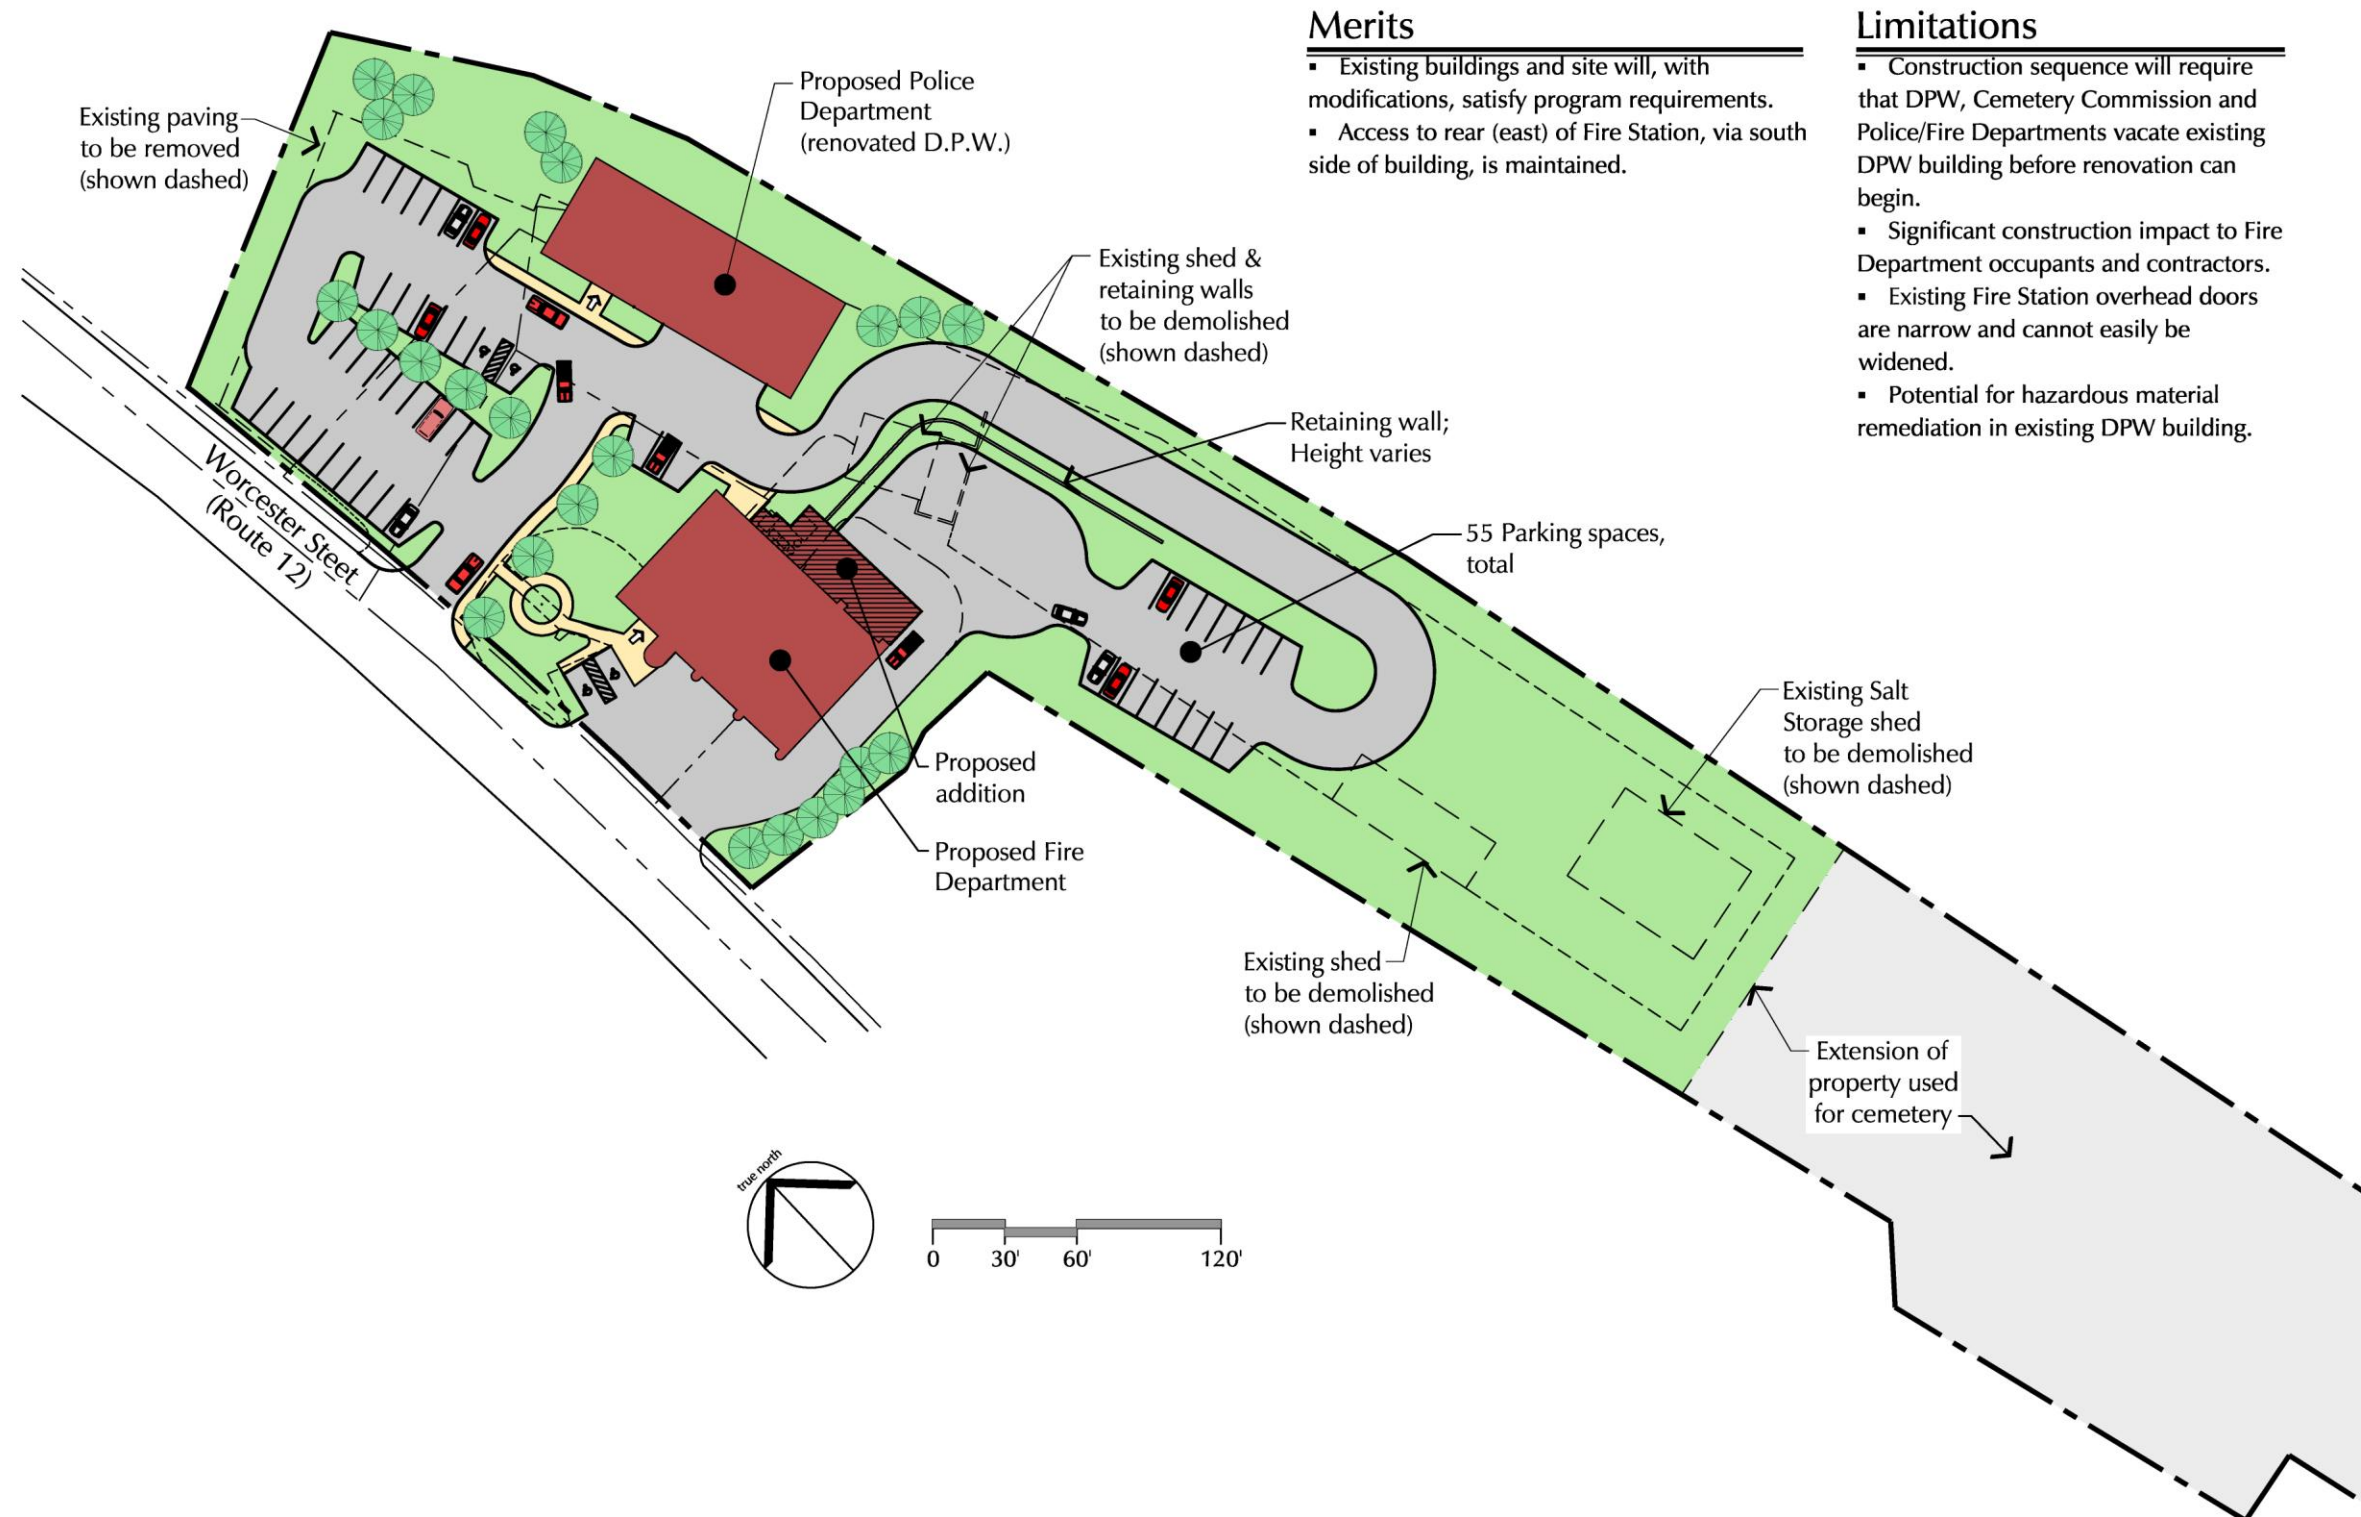 Merits
▪ Existing buildings and site will, with
modifications, satisfy program requirements.
▪ Access to rear (east) of Fire Station, via south
side of building, is maintained.
Limitations
▪ Construction sequence will require
that DPW, Cemetery Commission and
Police/Fire Departments vacate existing
DPW building before renovation can
begin.
▪ Significant construction impact to Fire
Department occupants and contractors.
▪ Existing Fire Station overhead doors
are narrow and cannot easily be
widened.
▪ Potential for hazardous material
remediation in existing DPW building.
Existing paving
to be removed
(shown dashed)
Proposed Police
Department
(renovated D.P.W.)
Existing shed &
retaining walls
to be demolished
(shown dashed)
Retaining wall;
Height varies
55 Parking spaces,
total
Worcester Steet
(Route 12)
Existing Salt
Storage shed
to be demolished
(shown dashed)
Proposed
addition
Proposed Fire
Department
Existing shed
to be demolished
(shown dashed)
Extension of
property used
for cemetery
true north
0 30' 60' 120'